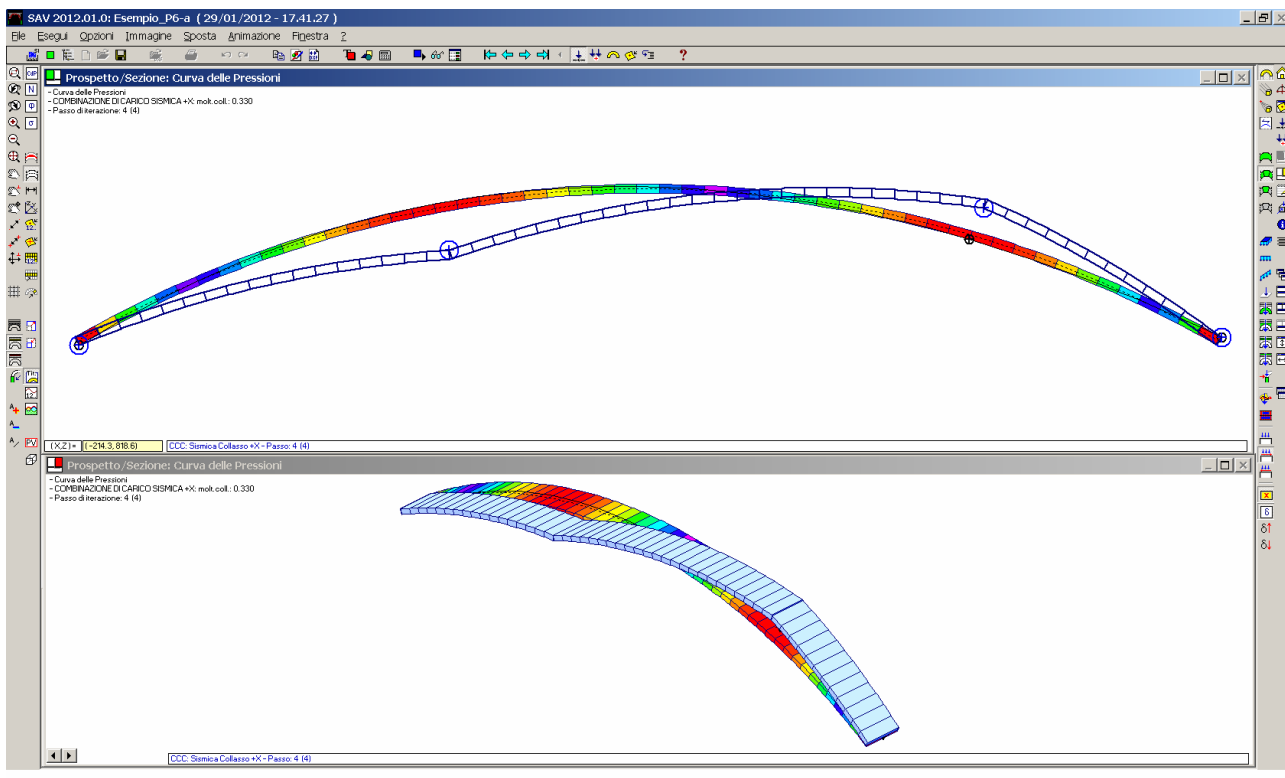 SAV 2012.01.0: Esempio_P6-a ( 29/01/2012 - 17.41.27 )
File Esegui Opzioni Immagine Sposta Animazione Finestra ?
Prospetto/Sezione: Curva delle Pressioni
- Curva delle Pressioni
- COMBINAZIONE DI CARICO SISMICA +X: molt.coll.: 0.330
- Passo di iterazione: 4 (4)
(X,Z)= (-214.3, 818.6) CCC: Sismica Collasso +X - Passo: 4 (4)
Prospetto/Sezione: Curva delle Pressioni
- Curva delle Pressioni
- COMBINAZIONE DI CARICO SISMICA +X: molt.coll.: 0.330
- Passo di iterazione: 4 (4)
CCC: Sismica Collasso +X - Passo: 4 (4)